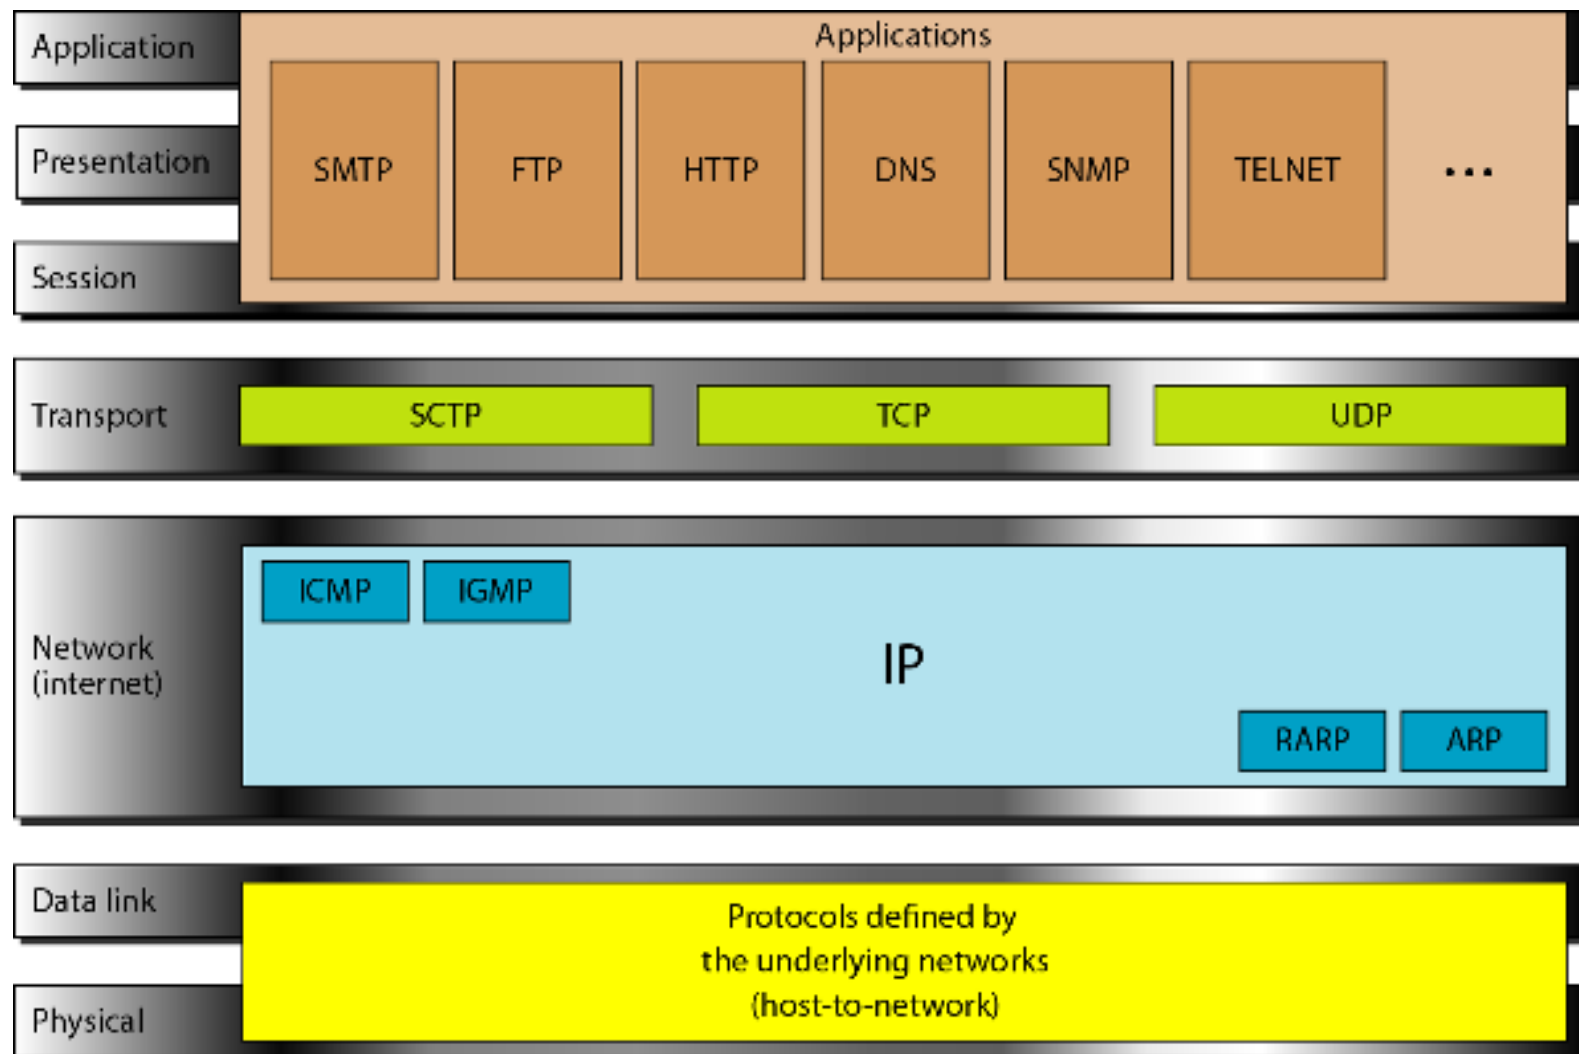 Application
Applications
Presentation
SMTP
FTP
HTTP
DNS
SNMP
TELNET
...
Session
Transport
SCTP
TCP
UDP
Network
(internet)
ICMP
IGMP
IP
RARP
ARP
Data link
Protocols defined by
the underlying networks
(host-to-network)
Physical